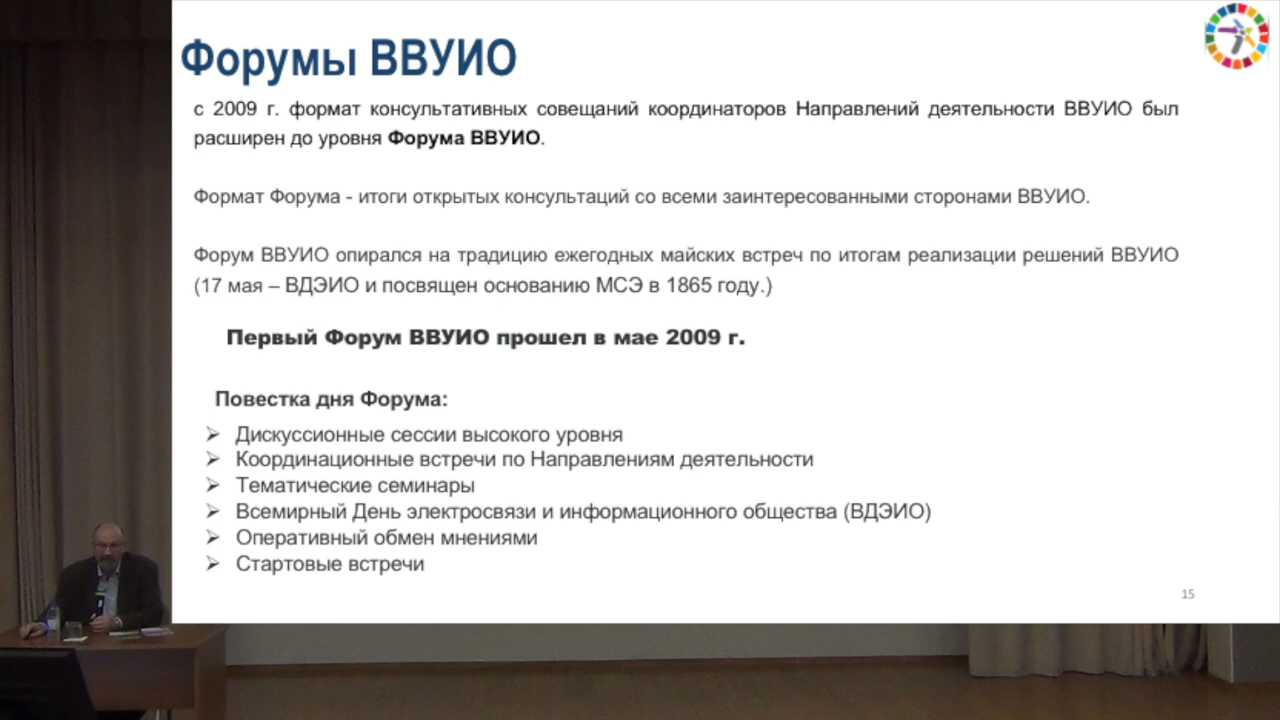 Форумы ВВУИО
с 2009 г. формат консультативных совещаний координаторов Направлений деятельности ВВУИО был
расширен до уровня Форума ВВУИО.
Формат Форума - итоги открытых консультаций со всеми заинтересованными сторонами ВВУИО.
Форум ВВУИО опирался на традицию ежегодных майских встреч по итогам реализации решений ВВУИО
(17 мая – ВДЭИО и посвящен основанию МСЭ в 1865 году.)
Первый Форум ВВУИО прошел в мае 2009 г.
Повестка дня Форума:
➢ Дискуссионные сессии высокого уровня
➢ Координационные встречи по Направлениям деятельности
➢ Тематические семинары
➢ Всемирный День электросвязи и информационного общества (ВДЭИО)
➢ Оперативный обмен мнениями
➢ Стартовые встречи
15